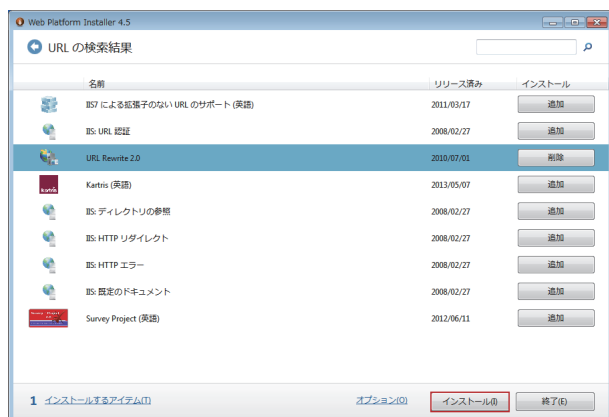 Web Platform Installer 4.5
URL の検索結果
名前 リリース済み インストール
IIS7 による拡張子のない URL のサポート (英語) 2011/03/17 追加
IIS: URL 認証 2008/02/27 追加
URL Rewrite 2.0 2010/07/01 削除
Kartris (英語) 2013/05/07 追加
IIS: ディレクトリの参照 2008/02/27 追加
IIS: HTTP リダイレクト 2008/02/27 追加
IIS: HTTP エラー 2008/02/27 追加
IIS: 既定のドキュメント 2008/02/27 追加
Survey Project (英語) 2012/06/11 追加
1 インストールするアイテム(T) オプション(O) インストール(I) 終了(E)